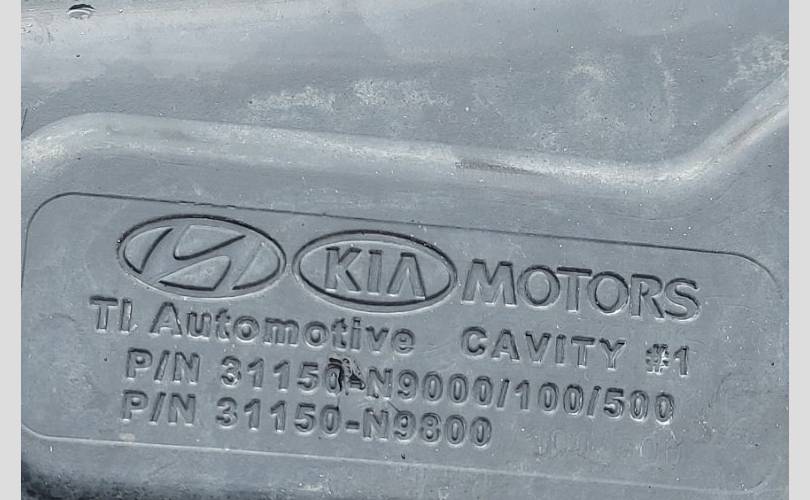 KIA MOTORS
TI Automotive CAVITY #1
P/N 31150-N9000/100/500
P/N 31150-N9800